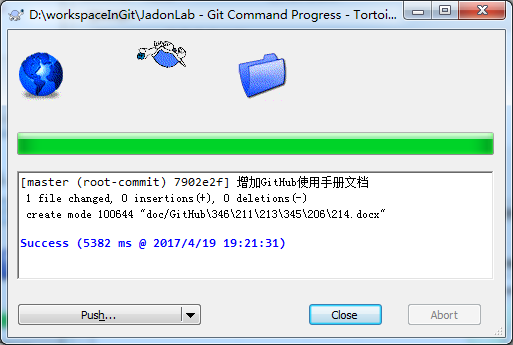 D:\workspaceInGit\JadonLab - Git Command Progress - Tortoi...
[master (root-commit) 7902e2f] 增加GitHub使用手册文档
1 file changed, 0 insertions(+), 0 deletions(-)
create mode 100644 "doc/GitHub\346\211\213\345\206\214.docx"
Success (5382 ms @ 2017/4/19 19:21:31)
Push...
Close
Abort